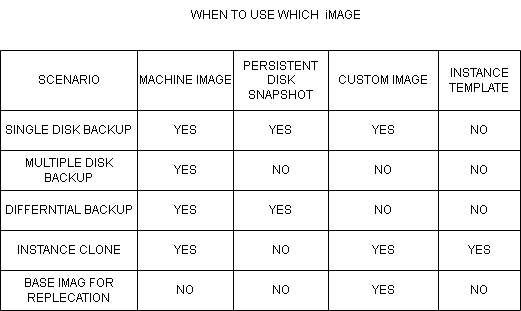 WHEN TO USE WHICH iMAGE
SCENARIO MACHINE IMAGE PERSISTENT DISK SNAPSHOT CUSTOM IMAGE INSTANCE TEMPLATE
SINGLE DISK BACKUP YES YES YES NO
MULTIPLE DISK BACKUP YES NO NO NO
DIFFERNTIAL BACKUP YES YES NO NO
INSTANCE CLONE YES NO YES YES
BASE IMAG FOR REPLECATION NO NO YES NO